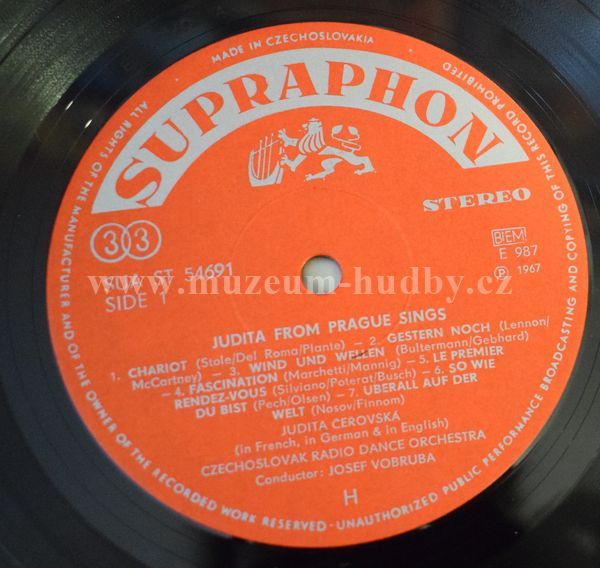 MADE IN CZECHOSLOVAKIA
SUPRAPHON
ALL RIGHTS OF THE MANUFACTURER AND OF THE OWNER OF THE RECORDED WORK RESERVED - UNAUTHORIZED PUBLIC PERFORMANCE BROADCASTING AND COPYING OF THIS RECORD PROHIBITED
STEREO
33
SUA ST 54691
SIDE 1
BIEM
E 987
℗ 1967
www.muzeum-hudby.cz
JUDITA FROM PRAGUE SINGS
1. CHARIOT (Stole/Del Roma/Plante) — 2. GESTERN NOCH (Lennon/
McCartney) — 3. WIND UND WELLEN (Bultermann/Gebhard)
— 4. FASCINATION (Marchetti/Mannig) — 5. LE PREMIER
RENDEZ-VOUS (Silviano/Poterat/Busch) — 6. SO WIE
DU BIST (Pech/Olsen) — 7. ÜBERALL AUF DER
WELT (Nosov/Finnom)
JUDITA ČEŘOVSKÁ
(in French, in German & in English)
CZECHOSLOVAK RADIO DANCE ORCHESTRA
Conductor: JOSEF VOBRUBA
H